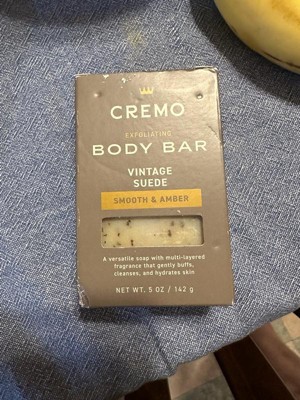 CREMO
EXFOLIATING
BODY BAR
VINTAGE
SUEDE
SMOOTH & AMBER
A versatile soap with multi-layered
fragrance that gently buffs,
cleanses, and hydrates skin
NET WT. 5 OZ / 142 g